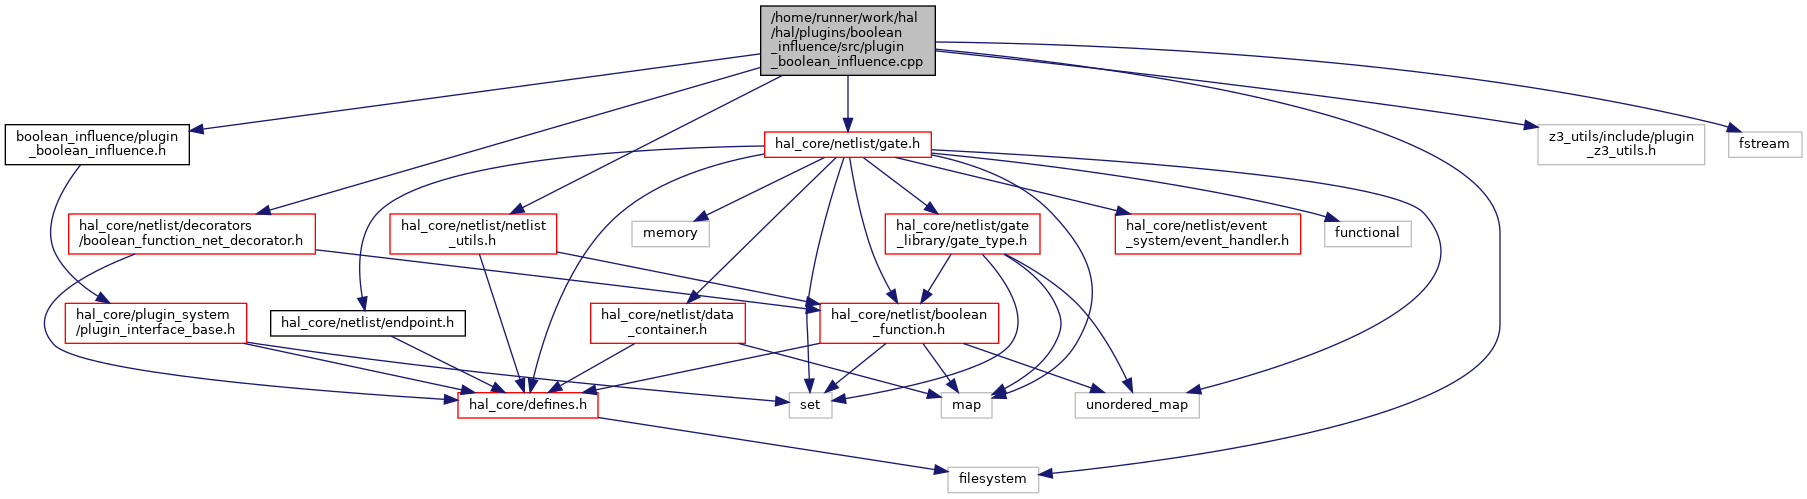 /home/runner/work/hal
/hal/plugins/boolean
_influence/src/plugin
_boolean_influence.cpp
boolean_influence/plugin
_boolean_influence.h
hal_core/netlist/gate.h
z3_utils/include/plugin
_z3_utils.h
fstream
hal_core/netlist/decorators
/boolean_function_net_decorator.h
hal_core/netlist/netlist
_utils.h
memory
hal_core/netlist/gate
_library/gate_type.h
hal_core/netlist/event
_system/event_handler.h
functional
hal_core/plugin_system
/plugin_interface_base.h
hal_core/netlist/endpoint.h
hal_core/netlist/data
_container.h
hal_core/netlist/boolean
_function.h
hal_core/defines.h
set
map
unordered_map
filesystem